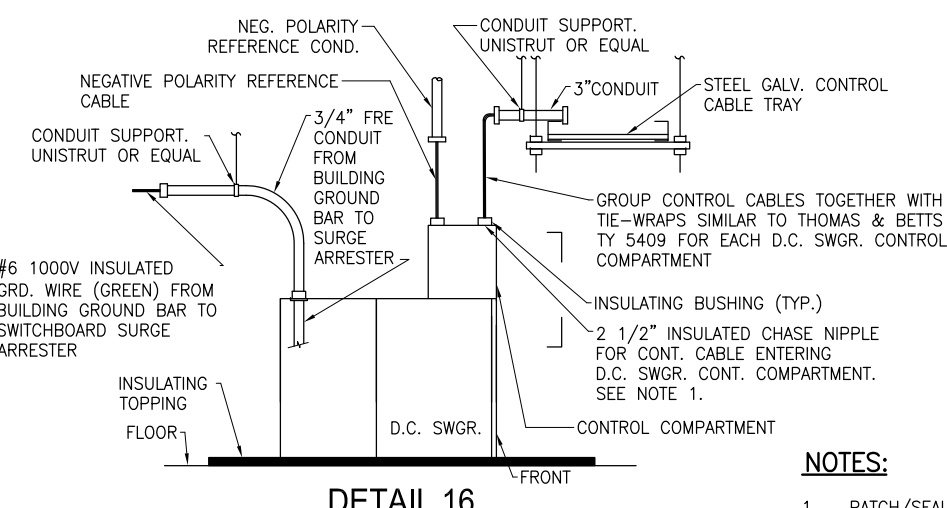 NEG. POLARITY
REFERENCE COND.
CONDUIT SUPPORT.
UNISTRUT OR EQUAL
NEGATIVE POLARITY REFERENCE
CABLE
3"CONDUIT
STEEL GALV. CONTROL
CABLE TRAY
CONDUIT SUPPORT.
UNISTRUT OR EQUAL
3/4" FRE
CONDUIT
FROM
BUILDING
GROUND
BAR TO
SURGE
ARRESTER
GROUP CONTROL CABLES TOGETHER WITH
TIE-WRAPS SIMILAR TO THOMAS & BETTS
TY 5409 FOR EACH D.C. SWGR. CONTROL
COMPARTMENT
#6 1000V INSULATED
GRD. WIRE (GREEN) FROM
BUILDING GROUND BAR TO
SWITCHBOARD SURGE
ARRESTER
INSULATING BUSHING (TYP.)
2 1/2" INSULATED CHASE NIPPLE
FOR CONT. CABLE ENTERING
D.C. SWGR. CONT. COMPARTMENT.
SEE NOTE 1.
INSULATING
TOPPING
FLOOR
D.C. SWGR.
CONTROL COMPARTMENT
FRONT
DETAIL 16
NOTES:
1. PATCH/SEAL